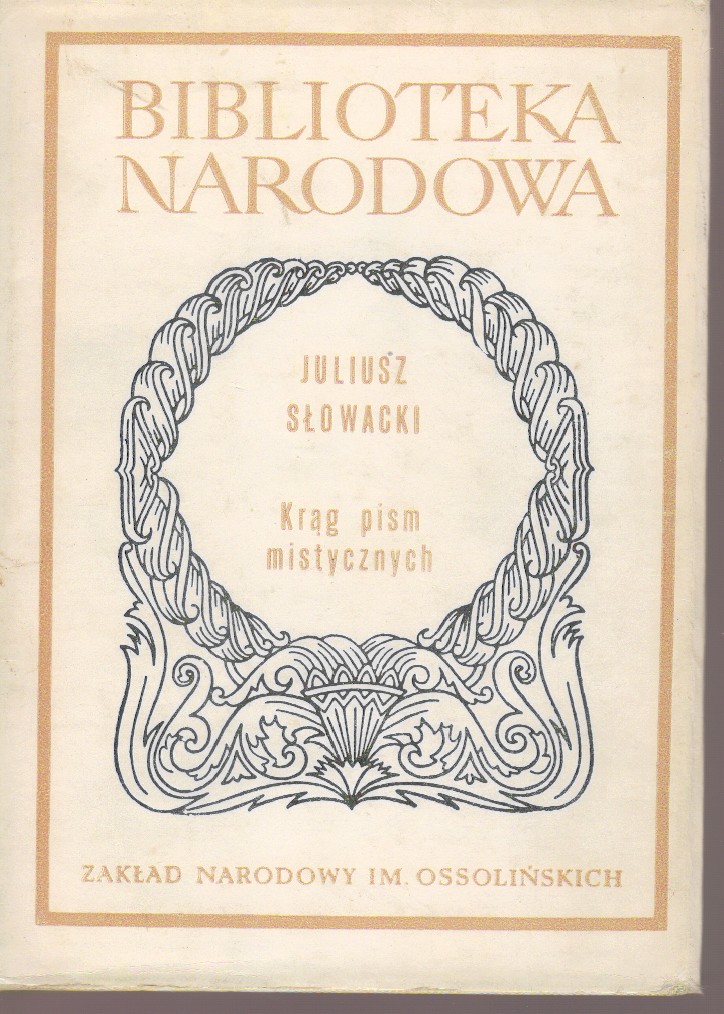 BIBLIOTEKA
NARODOWA
JULIUSZ
SŁOWACKI
Krąg pism
mistycznych
ZAKŁAD NARODOWY IM. OSSOLIŃSKICH